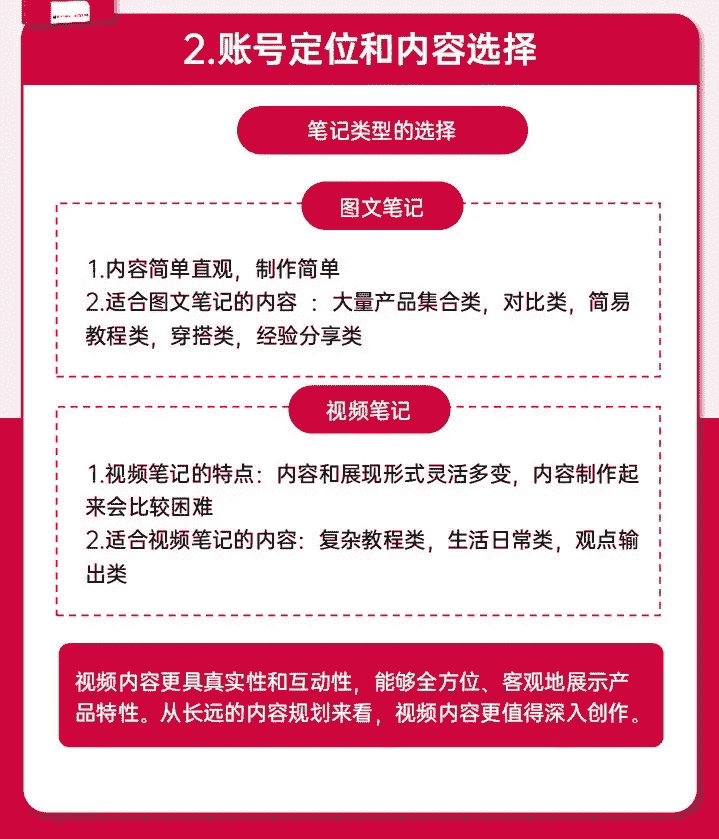 2.账号定位和内容选择
笔记类型的选择
图文笔记
1.内容简单直观，制作简单
2.适合图文笔记的内容 ：大量产品集合类，对比类，简易
教程类，穿搭类，经验分享类
视频笔记
1.视频笔记的特点：内容和展现形式灵活多变，内容制作起
来会比较困难
2.适合视频笔记的内容：复杂教程类，生活日常类，观点输
出类
视频内容更具真实性和互动性，能够全方位、客观地展示产
品特性。从长远的内容规划来看，视频内容更值得深入创作。